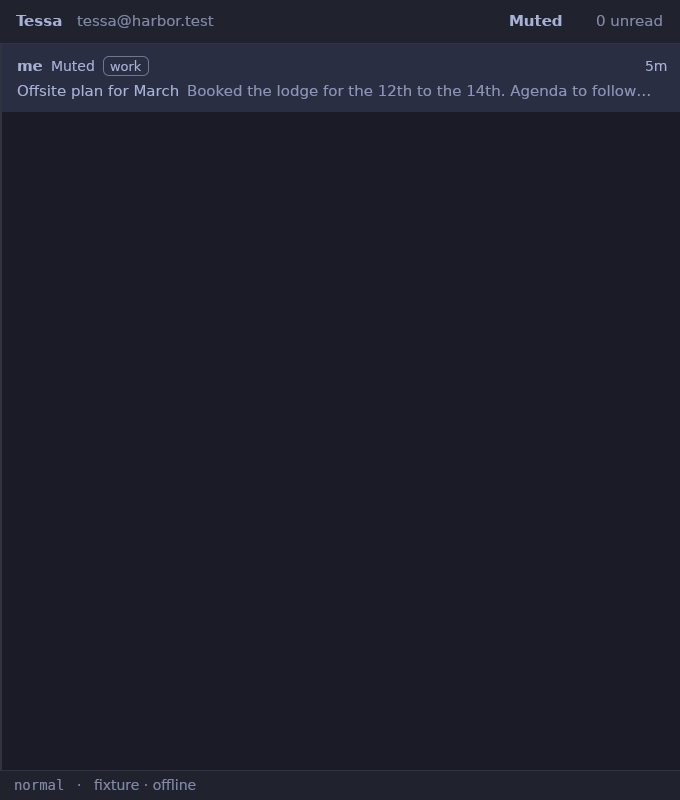 Tessa tessa@harbor.test Muted 0 unread
me Muted work 5m
Offsite plan for March Booked the lodge for the 12th to the 14th. Agenda to follow…
normal · fixture · offline